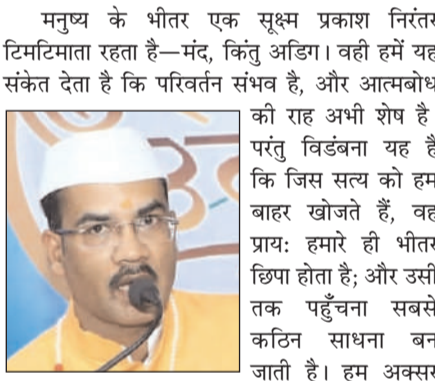 मनुष्य के भीतर एक सूक्ष्म प्रकाश निरंतर
टिमटिमाता रहता है—मंद, किंतु अडिग। वही हमें यह
संकेत देता है कि परिवर्तन संभव है, और आत्मबोध
की राह अभी शेष है
परंतु विडंबना यह है
कि जिस सत्य को हम
बाहर खोजते हैं, वह
प्राय: हमारे ही भीतर
छिपा होता है; और उसी
तक पहुँचना सबसे
कठिन साधना बन
जाती है। हम अक्सर